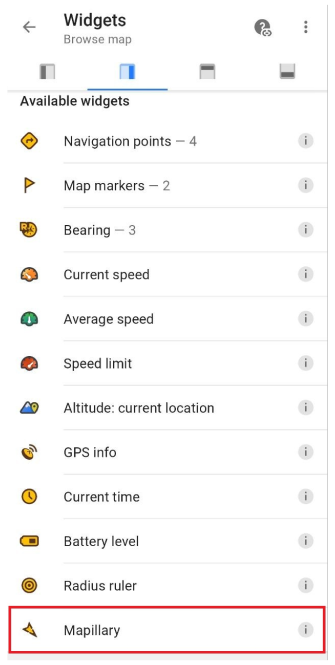 Widgets
Browse map
Available widgets
Navigation points — 4
Map markers — 2
Bearing — 3
Current speed
Average speed
Speed limit
Altitude: current location
GPS info
Current time
Battery level
Radius ruler
Mapillary